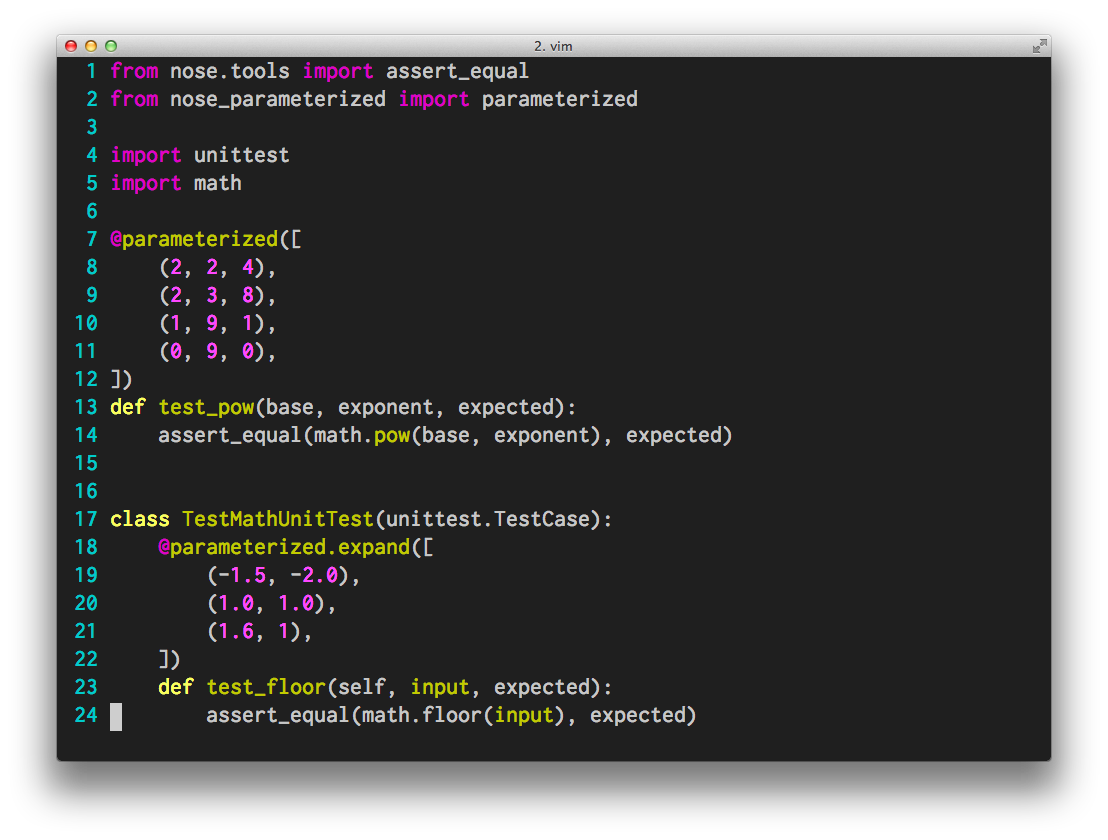 2. vim
1 from nose.tools import assert_equal
2 from nose_parameterized import parameterized
3
4 import unittest
5 import math
6
7 @parameterized([
8     (2, 2, 4),
9     (2, 3, 8),
10     (1, 9, 1),
11     (0, 9, 0),
12 ])
13 def test_pow(base, exponent, expected):
14     assert_equal(math.pow(base, exponent), expected)
15
16
17 class TestMathUnitTest(unittest.TestCase):
18     @parameterized.expand([
19         (-1.5, -2.0),
20         (1.0, 1.0),
21         (1.6, 1),
22     ])
23     def test_floor(self, input, expected):
24         assert_equal(math.floor(input), expected)